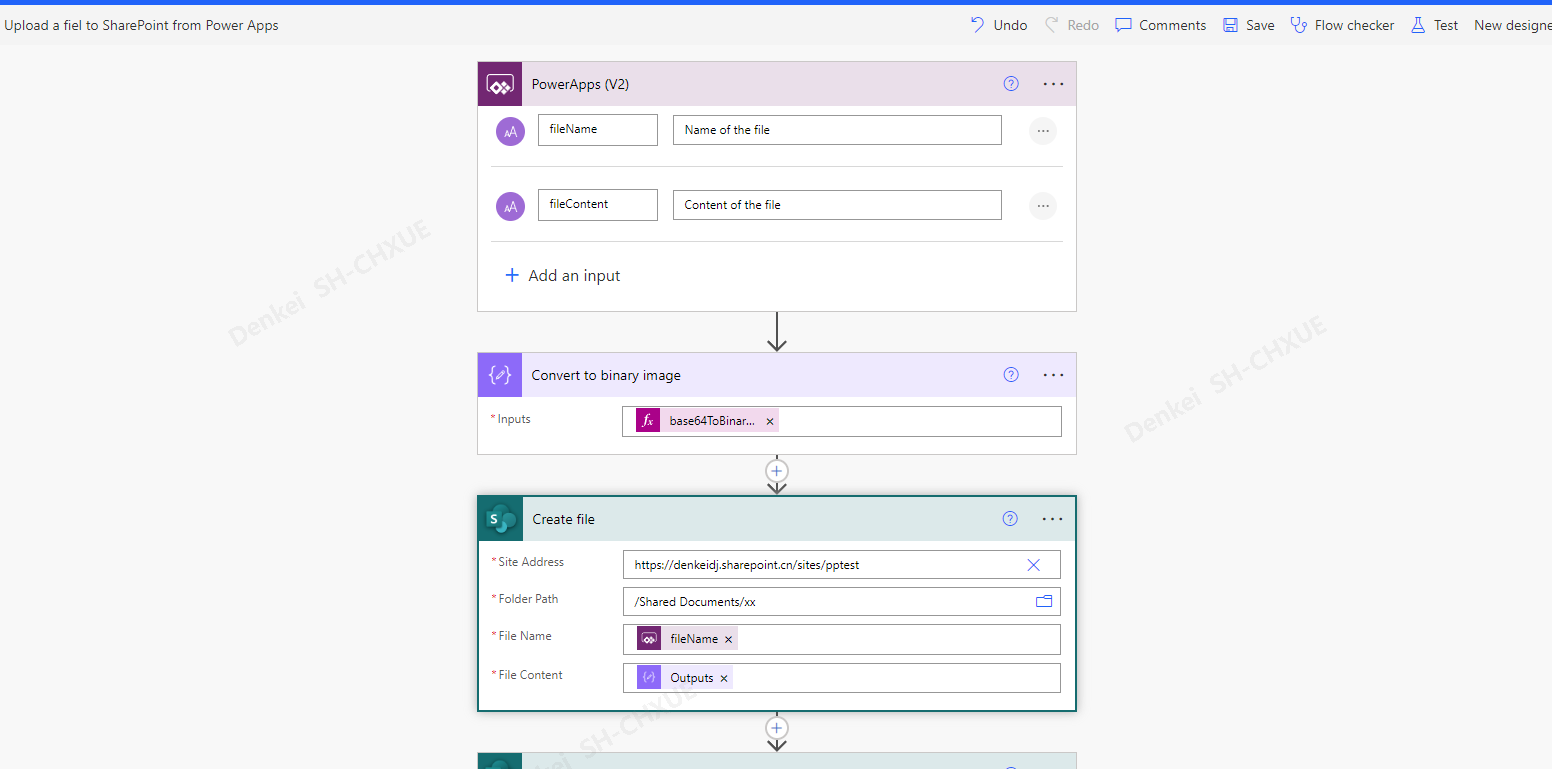 Upload a fiel to SharePoint from Power Apps
Undo
Redo
Comments
Save
Flow checker
Test
New designe
PowerApps (V2)
fileName
Name of the file
fileContent
Content of the file
Add an input
Convert to binary image
*Inputs
base64ToBinar...
Create file
*Site Address
https://denkeidj.sharepoint.cn/sites/pptest
*Folder Path
/Shared Documents/xx
*File Name
fileName
*File Content
Outputs
Denkei SH-CHXUE
Denkei SH-CHXUE
Denkei SH-CHXUE